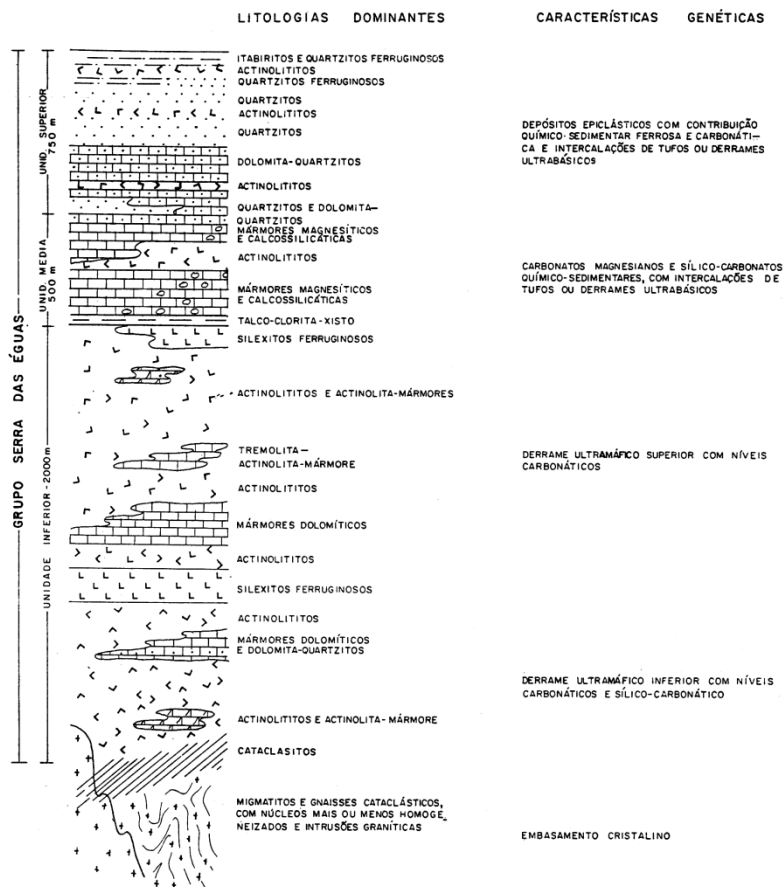 LITOLOGIAS DOMINANTES
CARACTERÍSTICAS GENÉTICAS
GRUPO SERRA DAS ÉGUAS
UNID. SUPERIOR
750 m
UNID. MEDIA
500 m
UNIDADE INFERIOR-2000m
ITABIRITOS E QUARTZITOS FERRUGINOSOS
ACTINOLITITOS
QUARTZITOS FERRUGINOSOS
QUARTZITOS
ACTINOLITITOS
QUARTZITOS
DOLOMITA-QUARTZITOS
ACTINOLITITOS
QUARTZITOS E DOLOMITA-
QUARTZITOS
MÁRMORES MAGNESÍTICOS
E CALCOSSILICÁTICAS
ACTINOLITITOS
MÁRMORES MAGNESÍTICOS
E CALCOSSILICÁTICAS
TALCO-CLORITA-XISTO
SILEXITOS FERRUGINOSOS
ACTINOLITITOS E ACTINOLITA-MÁRMORES
TREMOLITA-
ACTINOLITA-MÁRMORE
ACTINOLITITOS
MÁRMORES DOLOMÍTICOS
ACTINOLITITOS
SILEXITOS FERRUGINOSOS
ACTINOLITITOS
MÁRMORES DOLOMÍTICOS
E DOLOMITA-QUARTZITOS
ACTINOLITITOS E ACTINOLITA-MÁRMORE
CATACLASITOS
MIGMATITOS E GNAISSES CATACLÁSTICOS,
COM NÚCLEOS MAIS OU MENOS HOMOGE_
NEIZADOS E INTRUSÕES GRANÍTICAS
DEPÓSITOS EPICLÁSTICOS COM CONTRIBUIÇÃO
QUÍMICO-SEDIMENTAR FERROSA E CARBONÁTI-
CA E INTERCALAÇÕES DE TUFOS OU DERRAMES
ULTRABÁSICOS
CARBONATOS MAGNESIANOS E SÍLICO-CARBONATOS
QUÍMICO-SEDIMENTARES, COM INTERCALAÇÕES DE
TUFOS OU DERRAMES ULTRABÁSICOS
DERRAME ULTRAMÁFICO SUPERIOR COM NÍVEIS
CARBONÁTICOS
DERRAME ULTRAMÁFICO INFERIOR COM NÍVEIS
CARBONÁTICOS E SÍLICO-CARBONÁTICO
EMBASAMENTO CRISTALINO